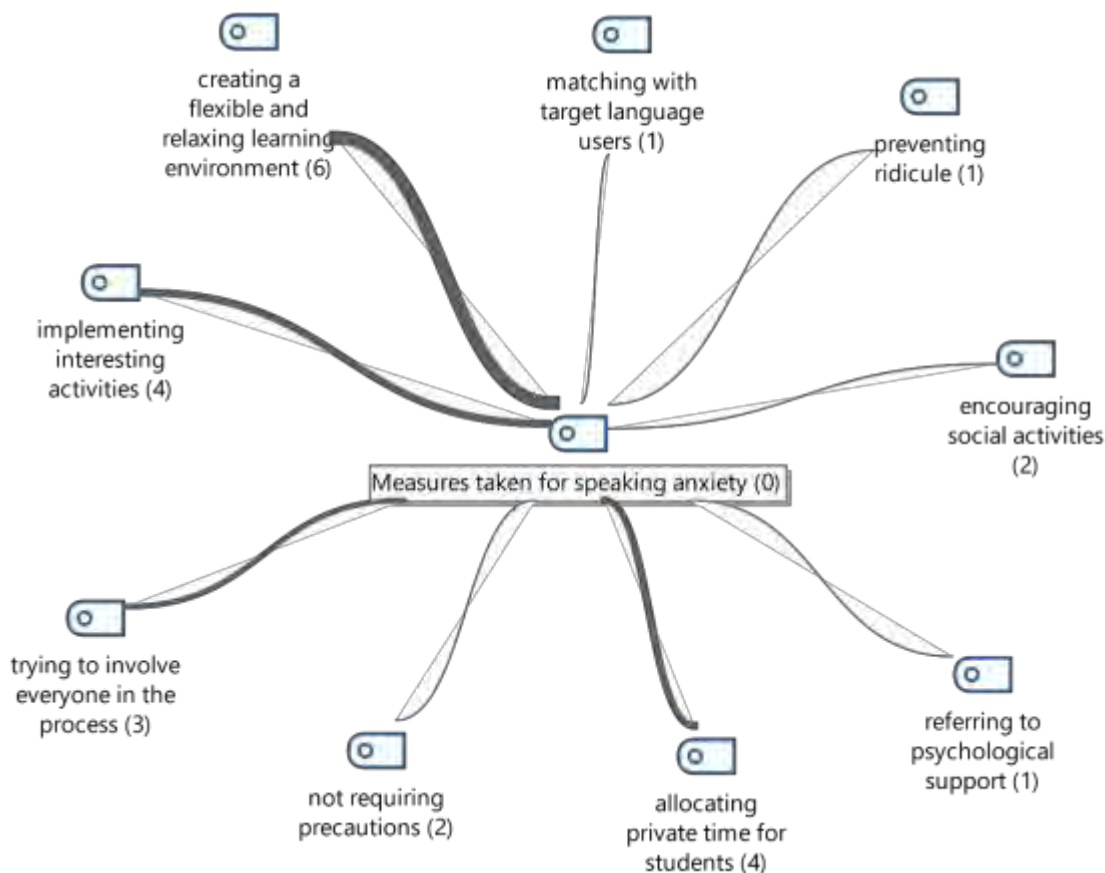 creating a
flexible and
relaxing learning
environment (6)
matching with
target language
users (1)
preventing
ridicule (1)
implementing
interesting
activities (4)
encouraging
social activities
(2)
Measures taken for speaking anxiety (0)
trying to involve
everyone in the
process (3)
not requiring
precautions (2)
allocating
private time for
students (4)
referring to
psychological
support (1)